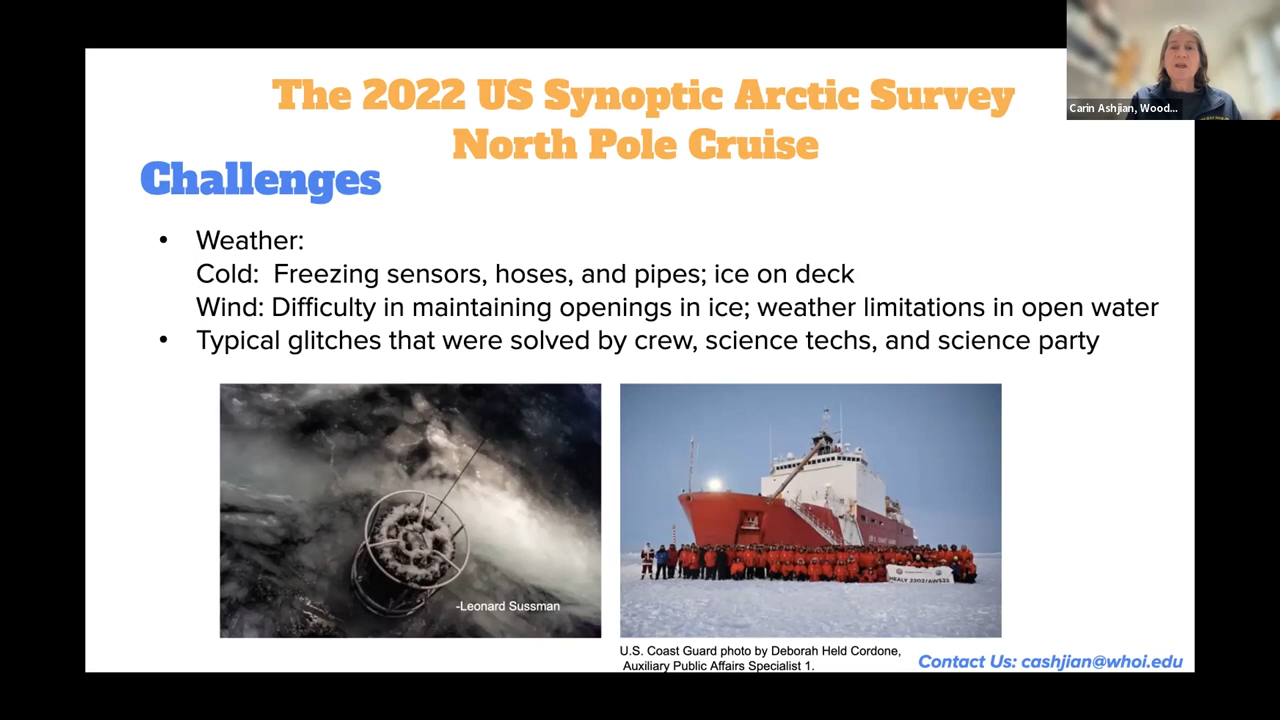 The 2022 US Synoptic Arctic Survey
North Pole Cruise
Carin Ashjian, Wood...
Challenges
• Weather:
Cold: Freezing sensors, hoses, and pipes; ice on deck
Wind: Difficulty in maintaining openings in ice; weather limitations in open water
• Typical glitches that were solved by crew, science techs, and science party
-Leonard Sussman
HEALY 2202/AWS22
U.S. Coast Guard photo by Deborah Held Cordone,
Auxiliary Public Affairs Specialist 1.
Contact Us: cashjian@whoi.edu